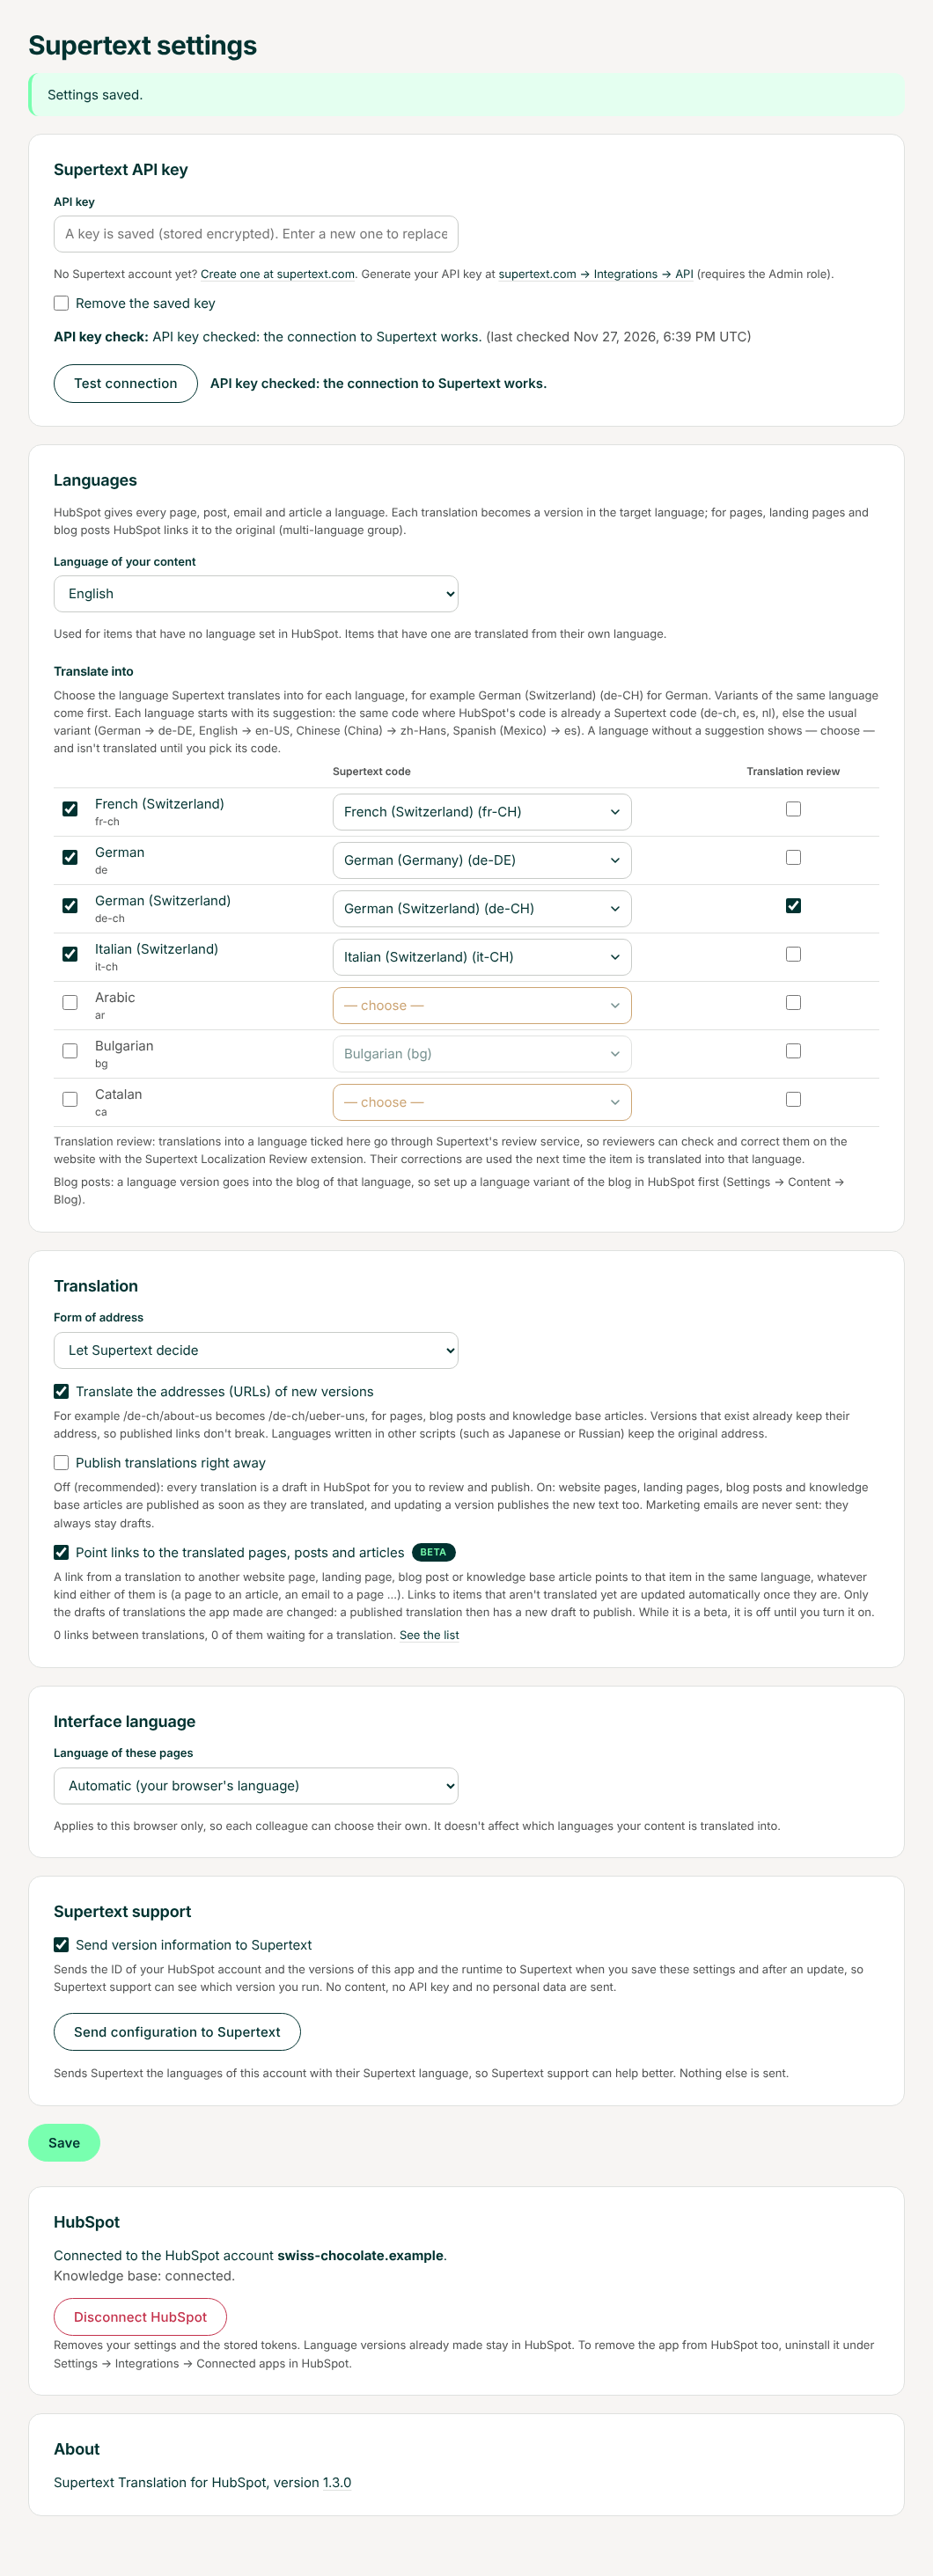 Supertext settings
Settings saved.
Supertext API key
API key
A key is saved (stored encrypted). Enter a new one to replace
No Supertext account yet? Create one at supertext.com. Generate your API key at supertext.com → Integrations → API (requires the Admin role).
Remove the saved key
API key check: API key checked: the connection to Supertext works. (last checked Nov 27, 2026, 6:39 PM UTC)
Test connection API key checked: the connection to Supertext works.
Languages
HubSpot gives every page, post, email and article a language. Each translation becomes a version in the target language; for pages, landing pages and
blog posts HubSpot links it to the original (multi-language group).
Language of your content
English
Used for items that have no language set in HubSpot. Items that have one are translated from their own language.
Translate into
Choose the language Supertext translates into for each language, for example German (Switzerland) (de-CH) for German. Variants of the same language
come first. Each language starts with its suggestion: the same code where HubSpot's code is already a Supertext code (de-ch, es, nl), else the usual
variant (German → de-DE, English → en-US, Chinese (China) → zh-Hans, Spanish (Mexico) → es). A language without a suggestion shows — choose —
and isn't translated until you pick its code.
Supertext code Translation review
French (Switzerland) French (Switzerland) (fr-CH)
fr-ch
German German (Germany) (de-DE)
de
German (Switzerland) German (Switzerland) (de-CH)
de-ch
Italian (Switzerland) Italian (Switzerland) (it-CH)
it-ch
Arabic — choose —
ar
Bulgarian Bulgarian (bg)
bg
Catalan — choose —
ca
Translation review: translations into a language ticked here go through Supertext's review service, so reviewers can check and correct them on the
website with the Supertext Localization Review extension. Their corrections are used the next time the item is translated into that language.
Blog posts: a language version goes into the blog of that language, so set up a language variant of the blog in HubSpot first (Settings → Content →
Blog).
Translation
Form of address
Let Supertext decide
Translate the addresses (URLs) of new versions
For example /de-ch/about-us becomes /de-ch/ueber-uns, for pages, blog posts and knowledge base articles. Versions that exist already keep their
address, so published links don't break. Languages written in other scripts (such as Japanese or Russian) keep the original address.
Publish translations right away
Off (recommended): every translation is a draft in HubSpot for you to review and publish. On: website pages, landing pages, blog posts and knowledge
base articles are published as soon as they are translated, and updating a version publishes the new text too. Marketing emails are never sent: they
always stay drafts.
Point links to the translated pages, posts and articles BETA
A link from a translation to another website page, landing page, blog post or knowledge base article points to that item in the same language, whatever
kind either of them is (a page to an article, an email to a page ...). Links to items that aren't translated yet are updated automatically once they are. Only
the drafts of translations the app made are changed: a published translation then has a new draft to publish. While it is a beta, it is off until you turn it on.
0 links between translations, 0 of them waiting for a translation. See the list
Interface language
Language of these pages
Automatic (your browser's language)
Applies to this browser only, so each colleague can choose their own. It doesn't affect which languages your content is translated into.
Supertext support
Send version information to Supertext
Sends the ID of your HubSpot account and the versions of this app and the runtime to Supertext when you save these settings and after an update, so
Supertext support can see which version you run. No content, no API key and no personal data are sent.
Send configuration to Supertext
Sends Supertext the languages of this account with their Supertext language, so Supertext support can help better. Nothing else is sent.
Save
HubSpot
Connected to the HubSpot account swiss-chocolate.example.
Knowledge base: connected.
Disconnect HubSpot
Removes your settings and the stored tokens. Language versions already made stay in HubSpot. To remove the app from HubSpot too, uninstall it under
Settings → Integrations → Connected apps in HubSpot.
About
Supertext Translation for HubSpot, version 1.3.0